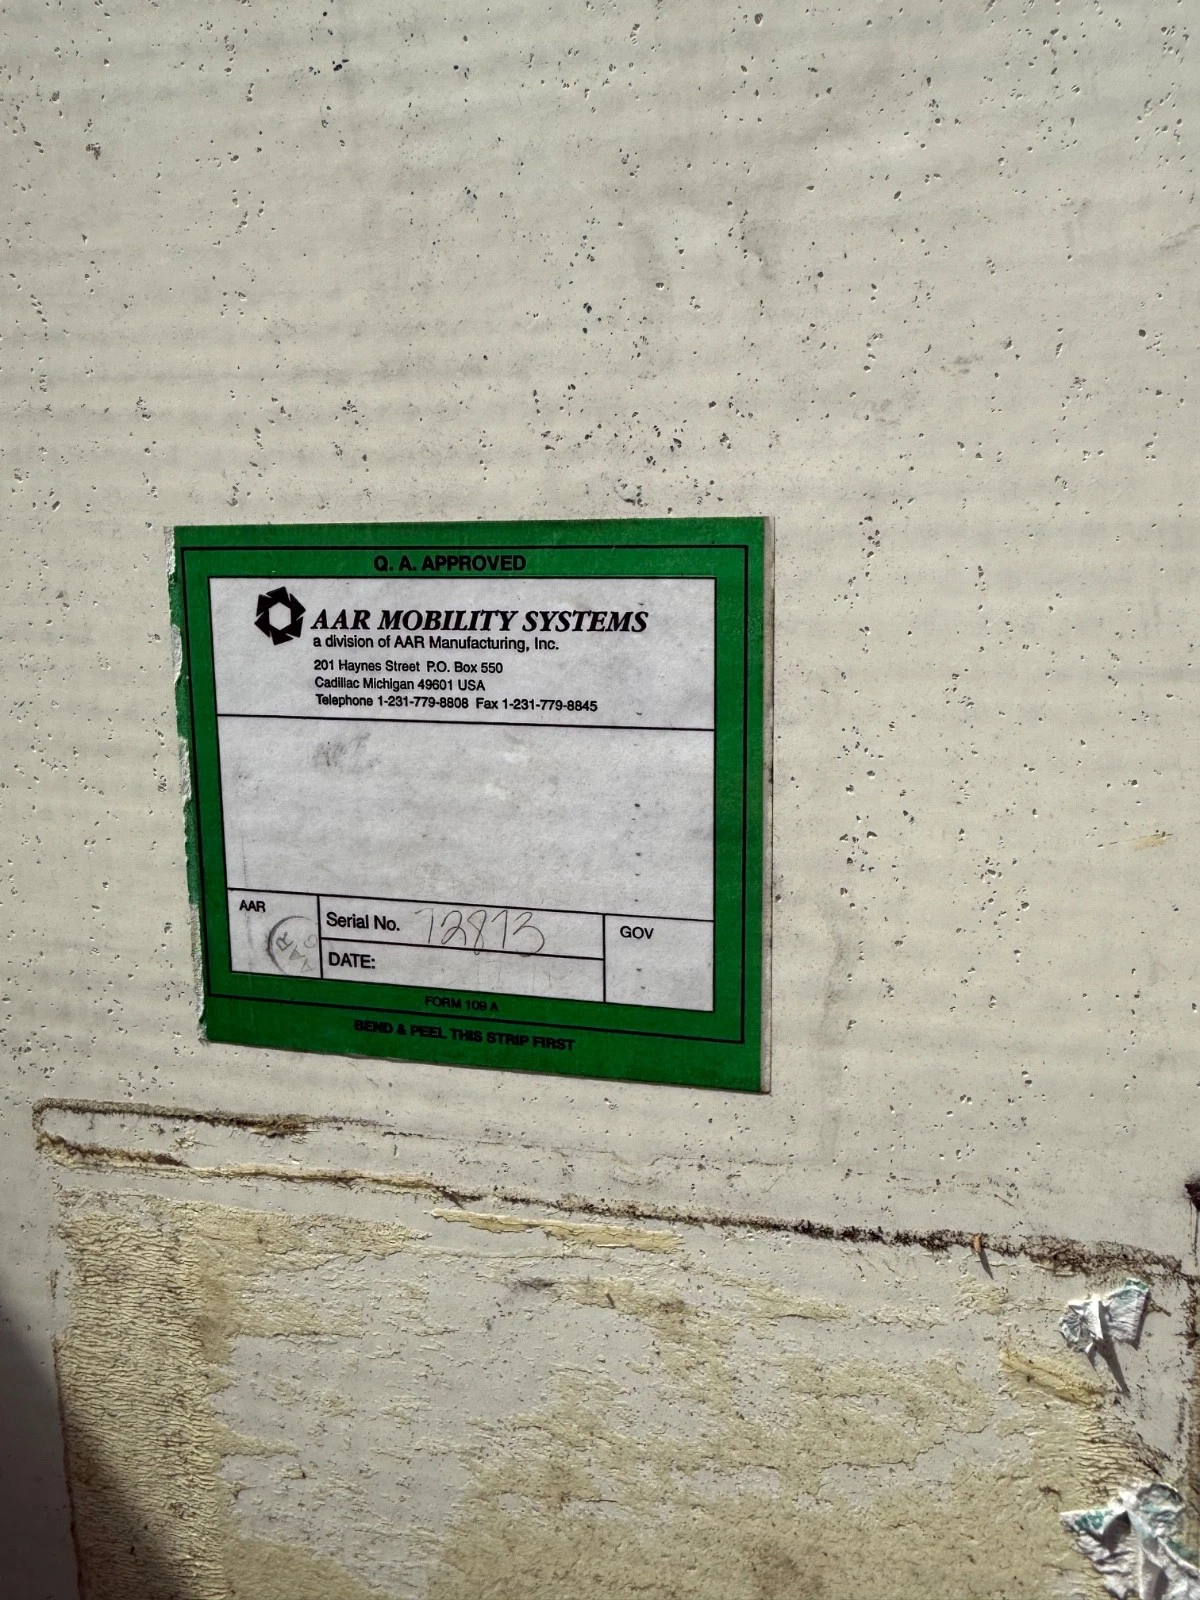 Q. A. APPROVED
AAR MOBILITY SYSTEMS
a division of AAR Manufacturing, Inc.
201 Haynes Street P.O. Box 550
Cadillac Michigan 49601 USA
Telephone 1-231-779-8808 Fax 1-231-779-8845
AAR
Serial No. 12873
GOV
AAR
DATE:
FORM 109 A
BEND & PEEL THIS STRIP FIRST